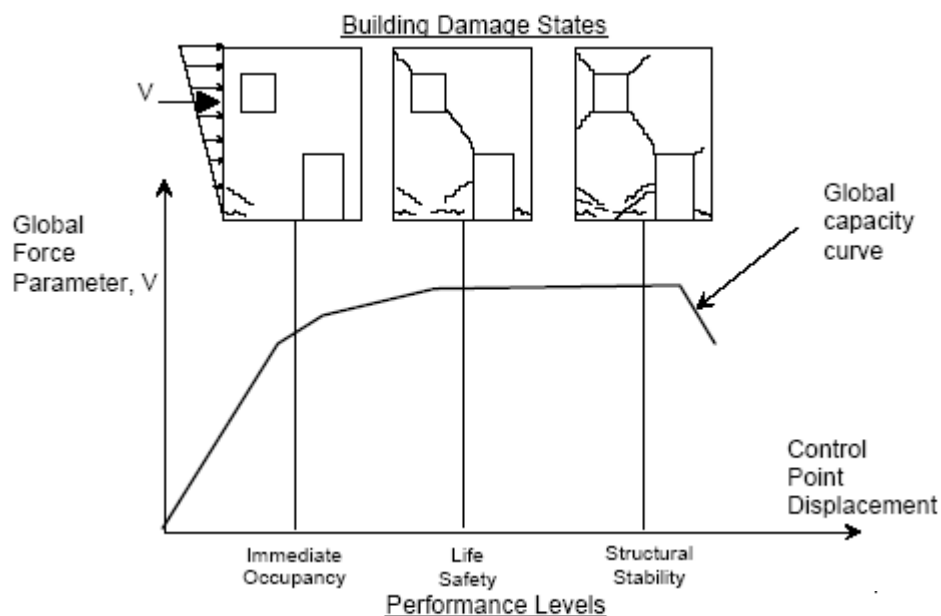 Building Damage States
V
Global
Force
Parameter, V
Global
capacity
curve
Control
Point
Displacement
Immediate
Occupancy
Life
Safety
Structural
Stability
Performance Levels